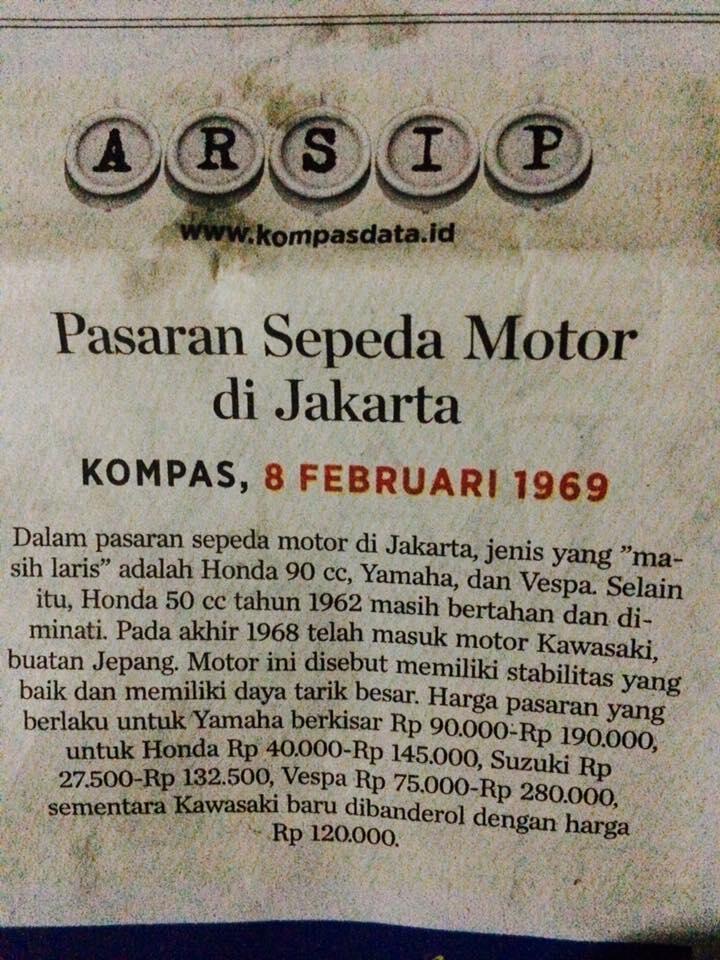 ARSIP
www.kompasdata.id
Pasaran Sepeda Motor
di Jakarta
KOMPAS, 8 FEBRUARI 1969
Dalam pasaran sepeda motor di Jakarta, jenis yang ”ma-
sih laris” adalah Honda 90 cc, Yamaha, dan Vespa. Selain
itu, Honda 50 cc tahun 1962 masih bertahan dan di-
minati. Pada akhir 1968 telah masuk motor Kawasaki,
buatan Jepang. Motor ini disebut memiliki stabilitas yang
baik dan memiliki daya tarik besar. Harga pasaran yang
berlaku untuk Yamaha berkisar Rp 90.000-Rp 190.000,
untuk Honda Rp 40.000-Rp 145.000, Suzuki Rp
27.500-Rp 132.500, Vespa Rp 75.000-Rp 280.000,
sementara Kawasaki baru dibanderol dengan harga
Rp 120.000.